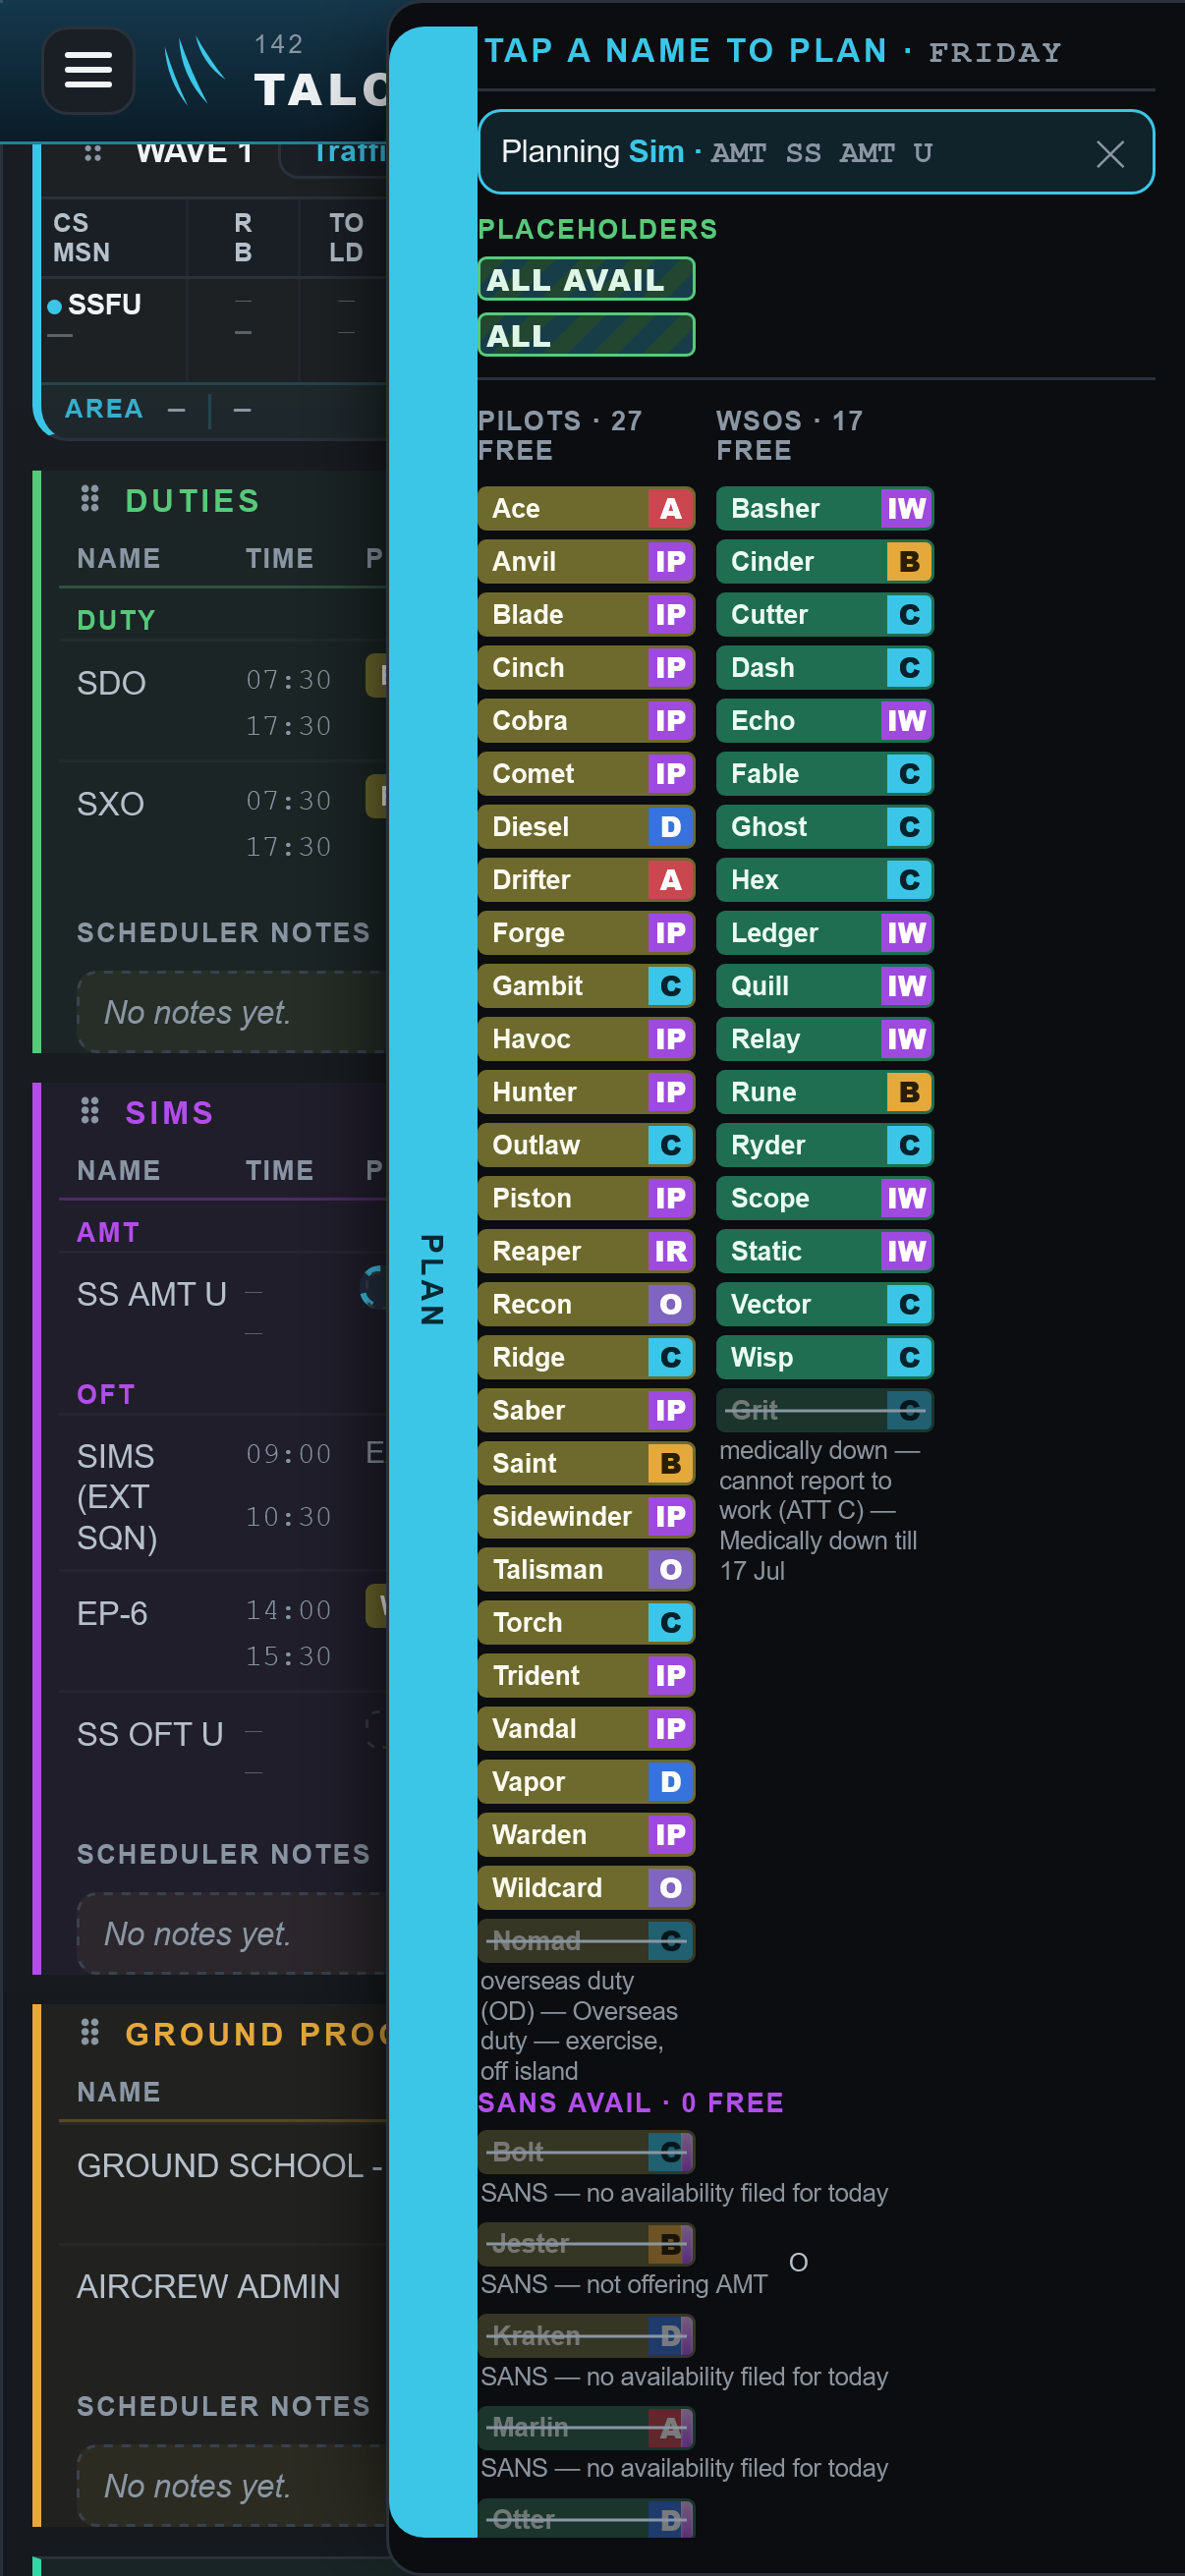 142
TALO
WAVE 1
Traffi
CS
MSN
R
B
TO
LD
SSFU
— —
— — —
AREA — | —
DUTIES
NAME TIME P
DUTY
SDO 07:30
17:30
SXO 07:30
17:30
SCHEDULER NOTES
No notes yet.
SIMS
NAME TIME P
AMT
SS AMT U —
—
OFT
SIMS (EXT SQN) 09:00 E
10:30
EP-6 14:00
15:30
SS OFT U —
—
SCHEDULER NOTES
No notes yet.
GROUND PROG
NAME
GROUND SCHOOL -
AIRCREW ADMIN
SCHEDULER NOTES
No notes yet.
PLAN
TAP A NAME TO PLAN · FRIDAY
Planning Sim · AMT SS AMT U
PLACEHOLDERS
ALL AVAIL
ALL
PILOTS · 27
FREE
Ace A
Anvil IP
Blade IP
Cinch IP
Cobra IP
Comet IP
Diesel D
Drifter A
Forge IP
Gambit C
Havoc IP
Hunter IP
Outlaw C
Piston IP
Reaper IR
Recon O
Ridge C
Saber IP
Saint B
Sidewinder IP
Talisman O
Torch C
Trident IP
Vandal IP
Vapor D
Warden IP
Wildcard O
Nomad C
overseas duty
(OD) — Overseas
duty — exercise,
off island
WSOS · 17
FREE
Basher IW
Cinder B
Cutter C
Dash C
Echo IW
Fable C
Ghost C
Hex C
Ledger IW
Quill IW
Relay IW
Rune B
Ryder C
Scope IW
Static IW
Vector C
Wisp C
Grit C
medically down —
cannot report to
work (ATT C) —
Medically down till
17 Jul
SANS AVAIL · 0 FREE
Bolt C
SANS — no availability filed for today
Jester B
SANS — not offering AMT
O
Kraken D
SANS — no availability filed for today
Marlin A
SANS — no availability filed for today
Otter D